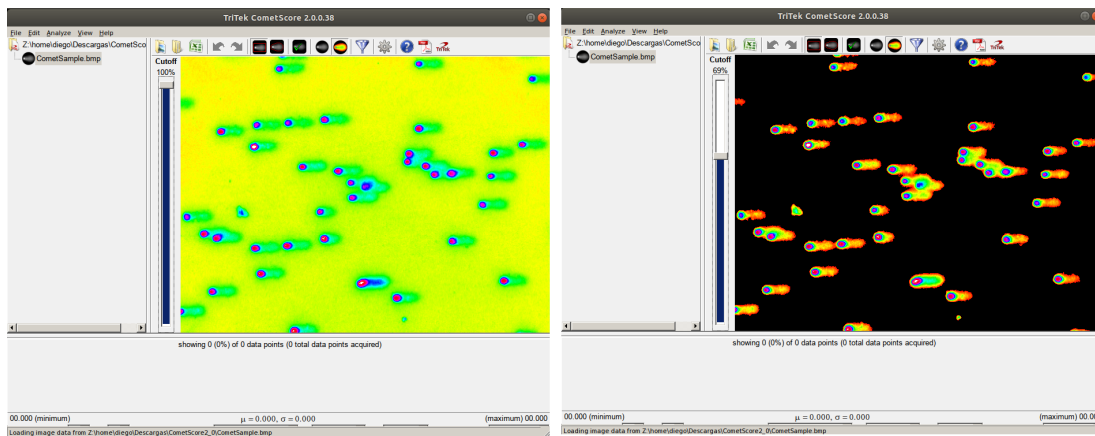 TriTek CometScore 2.0.0.38
File Edit Analyze View Help
Z:\home\diego\Descargas\CometSco
CometSample.bmp
TriTek
Cutoff
100%
showing 0 (0%) of 0 data points (0 total data points acquired)
00.000 (minimum) μ = 0.000, σ = 0.000 (maximum) 00.000
Loading image data from Z:\home\diego\Descargas\CometScore2_0\CometSample.bmp
TriTek CometScore 2.0.0.38
File Edit Analyze View Help
Z:\home\diego\Descargas\CometSco
CometSample.bmp
TriTek
Cutoff
69%
showing 0 (0%) of 0 data points (0 total data points acquired)
00.000 (minimum) μ = 0.000, σ = 0.000 (maximum) 00.00
Loading image data from Z:\home\diego\Descargas\CometScore2_0\CometSample.bmp